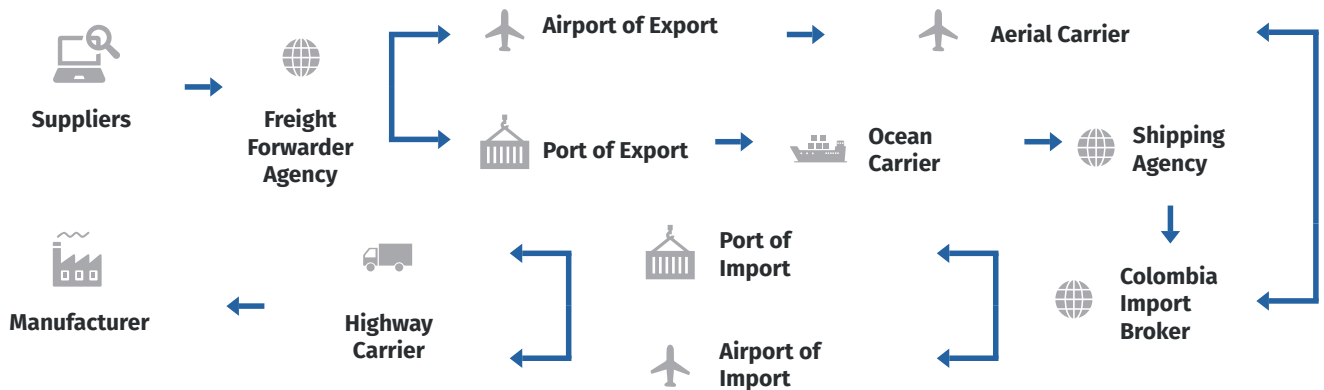 Airport of Export
Aerial Carrier
Suppliers
Freight
Forwarder
Agency
Port of Export
Ocean
Carrier
Shipping
Agency
Manufacturer
Highway
Carrier
Port of
Import
Airport of
Import
Colombia
Import
Broker